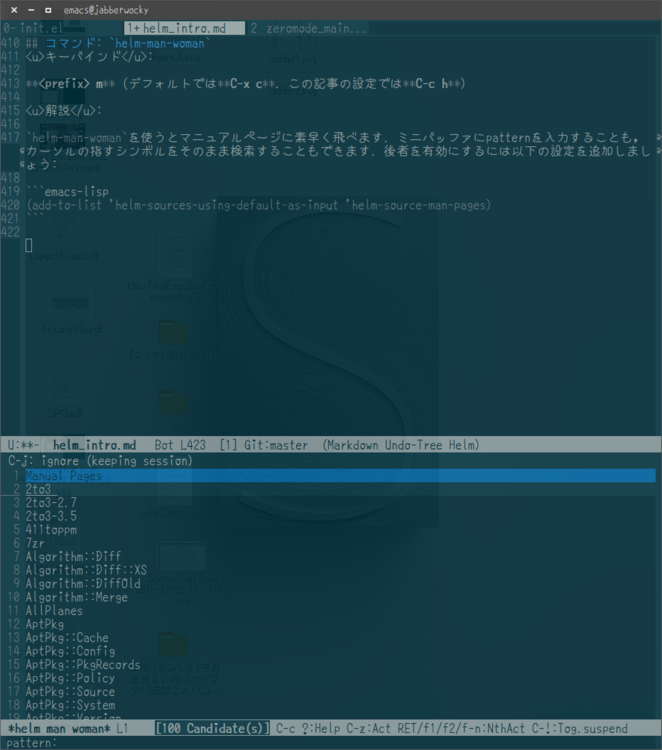 emacs@jabberwocky
0- init.el 1+helm_intro.md 2 zeromode_main...
410 ## コマンド: `helm-man-woman`
411 <u>キーバインド</u>:
412
413 **<prefix> m** (デフォルトでは**C-x c**．この記事の設定では**C-c h**)
414
415 <u>解説</u>:
416
417 `helm-man-woman`を使うとマニュアルページに素早く飛べます．ミニバッファにpatternを入力することも，
カーソルの指すシンボルをそのまま検索することもできます．後者を有効にするには以下の設定を追加しまし
ょう:
418
419 ```emacs-lisp
420 (add-to-list 'helm-sources-using-default-as-input 'helm-source-man-pages)
421 ```
422
U:**- helm_intro.md Bot L423 [1] Git:master (Markdown Undo-Tree Helm)
C-j: ignore (keeping session)
1 Manual Pages
2 2to3
3 2to3-2.7
4 2to3-3.5
5 411toppm
6 7zr
7 Algorithm::Diff
8 Algorithm::Diff::XS
9 Algorithm::DiffOld
10 Algorithm::Merge
11 AllPlanes
12 AptPkg
13 AptPkg::Cache
14 AptPkg::Config
15 AptPkg::PkgRecords
16 AptPkg::Policy
17 AptPkg::Source
18 AptPkg::System
19 AptPkg::Version
*helm man woman* L1 [100 Candidate(s)] C-c ?:Help C-z:Act RET/f1/f2/f-n:NthAct C-!:Tog.suspend
pattern: